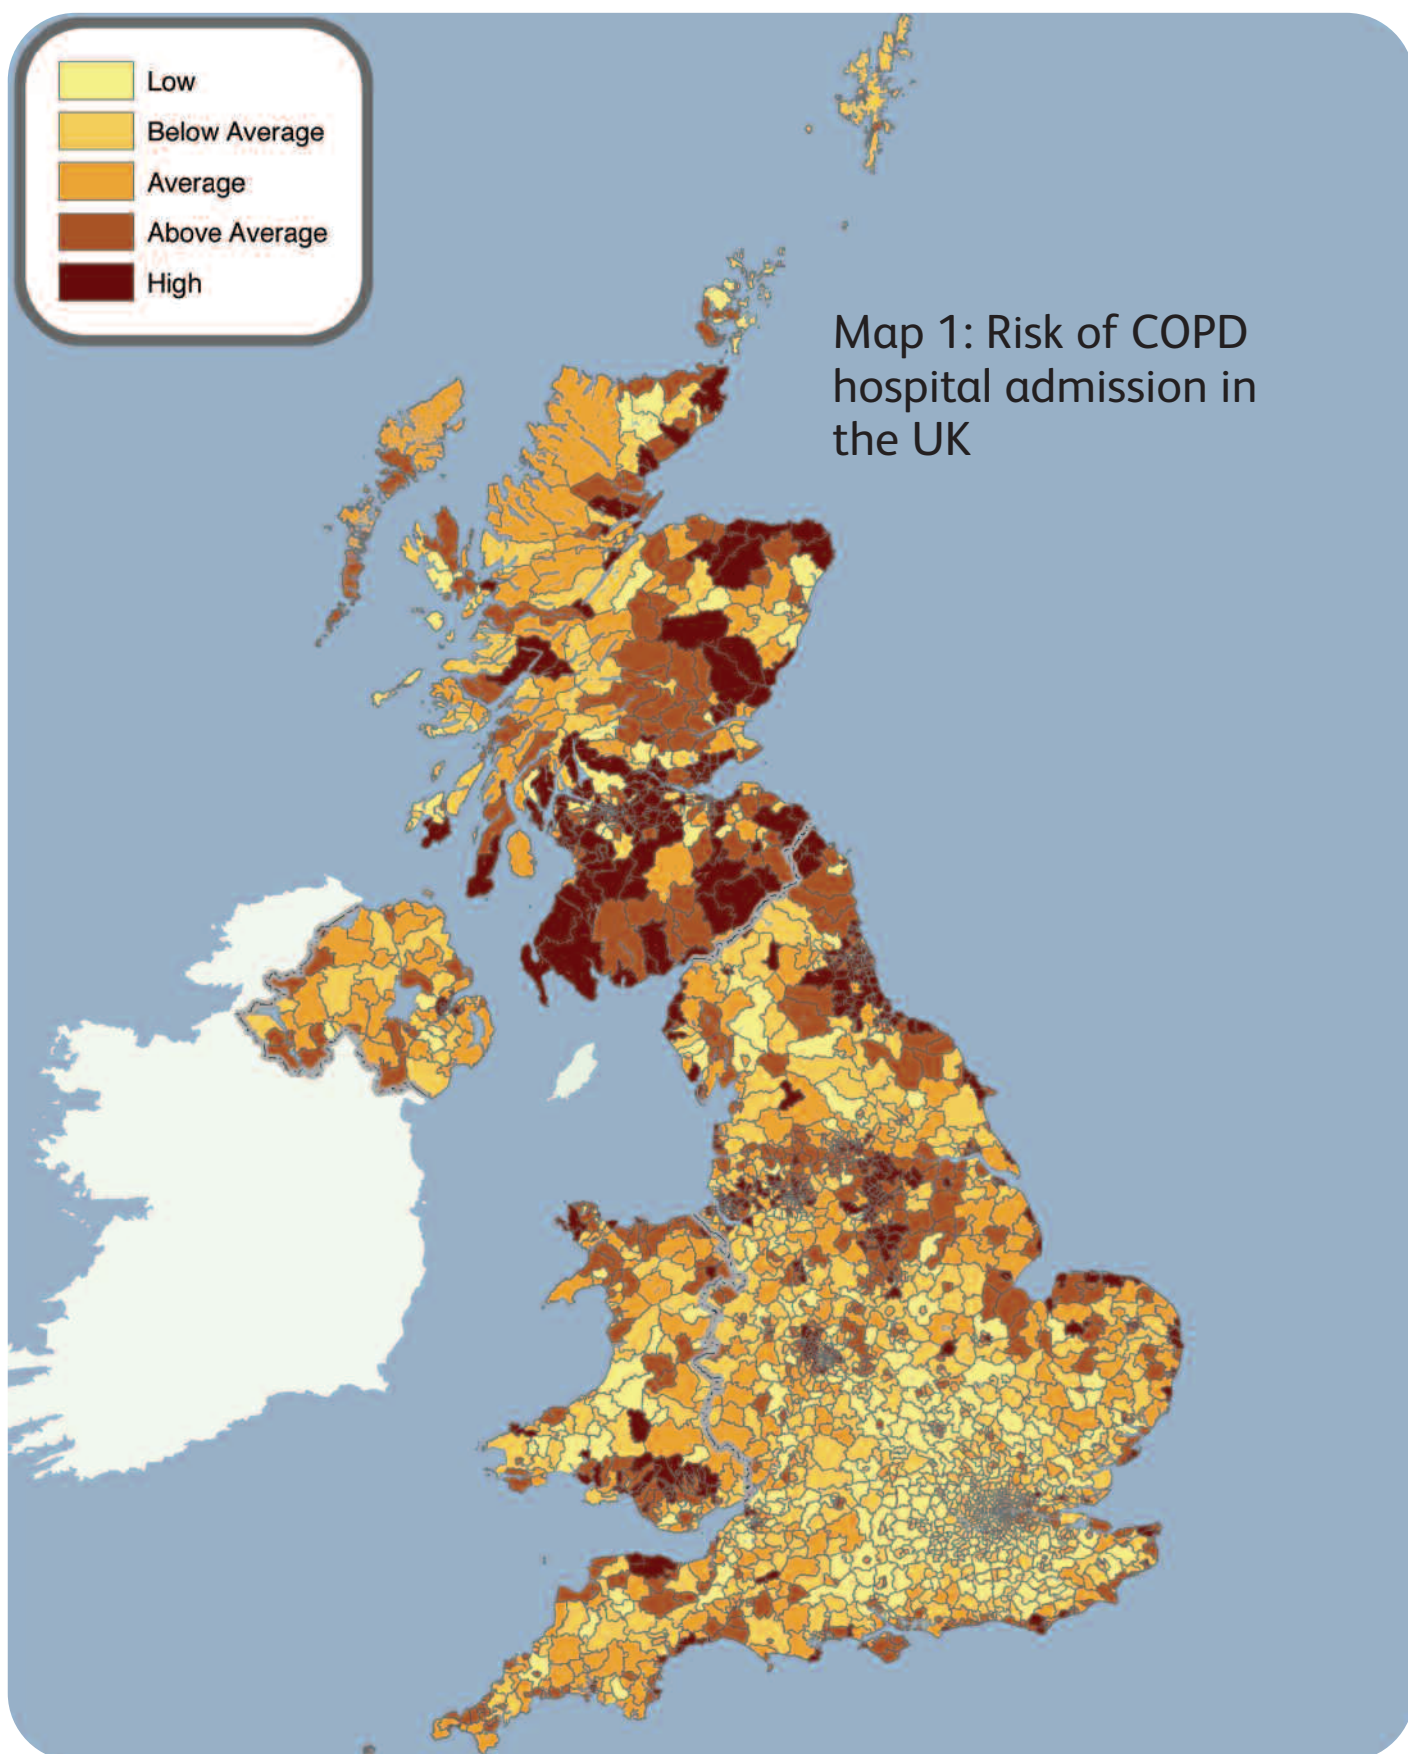 Low
Below Average
Average
Above Average
High
Map 1: Risk of COPD
hospital admission in
the UK